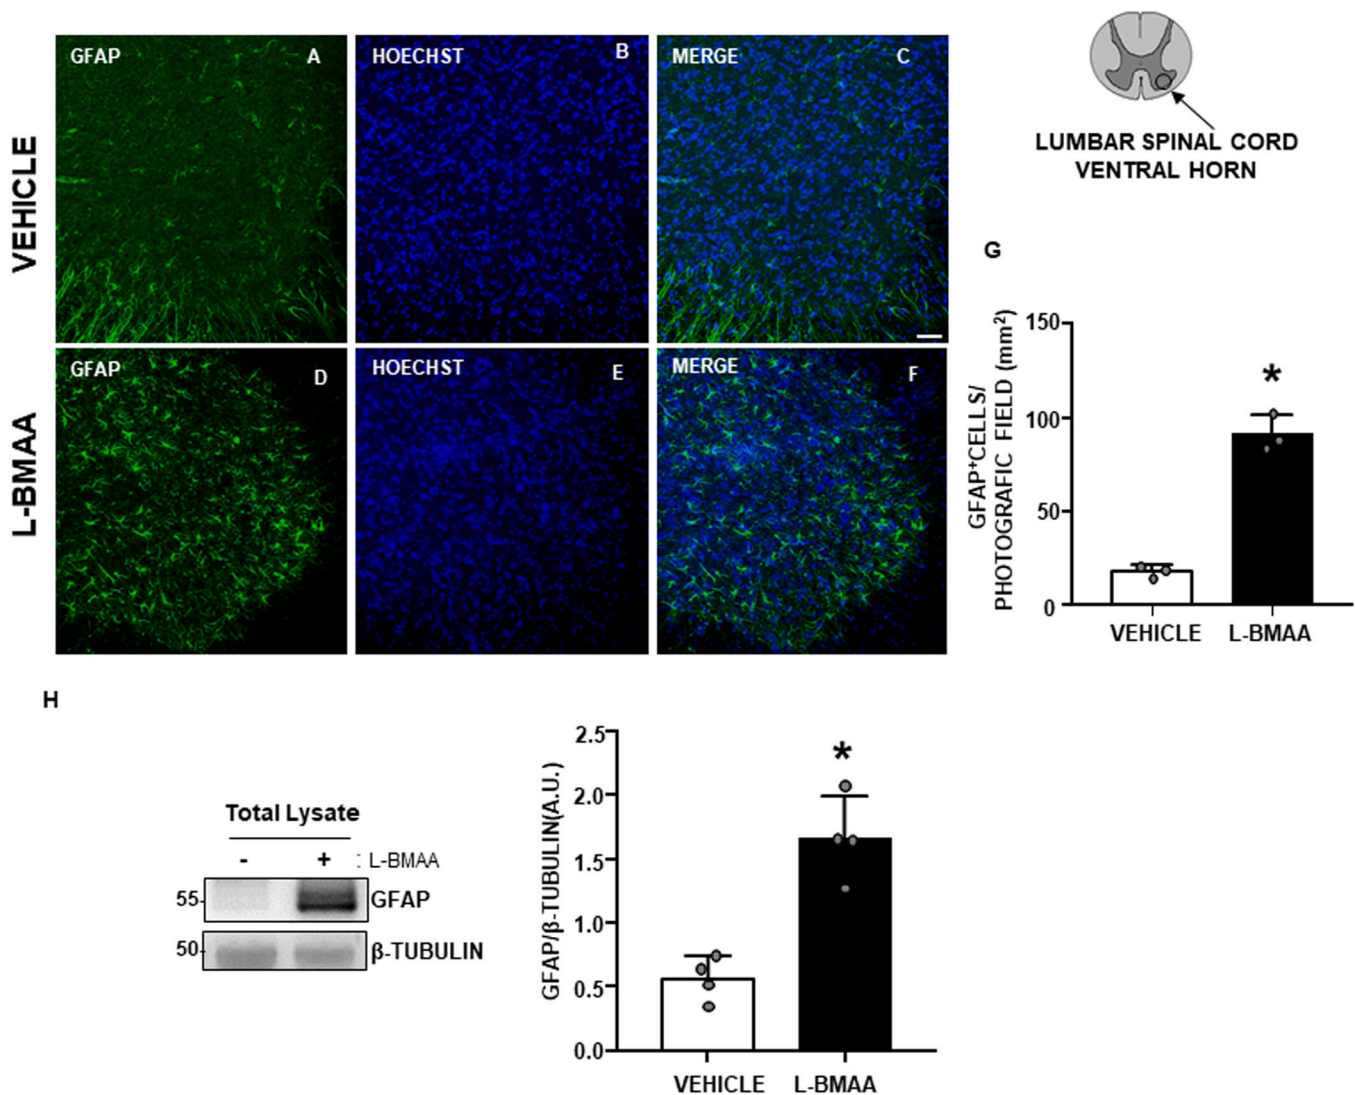 GFAP A HOECHST B MERGE C
VEHICLE
GFAP D HOECHST E MERGE F
L-BMAA
LUMBAR SPINAL CORD
VENTRAL HORN
G
GFAP+CELLS/
PHOTOGRAFIC FIELD (mm²)
150
100
50
0
VEHICLE L-BMAA
*
H
Total Lysate
- + : L-BMAA
55 GFAP
50 β-TUBULIN
GFAP/β-TUBULIN(A.U.)
2.5
2.0
1.5
1.0
0.5
0.0
VEHICLE L-BMAA
*